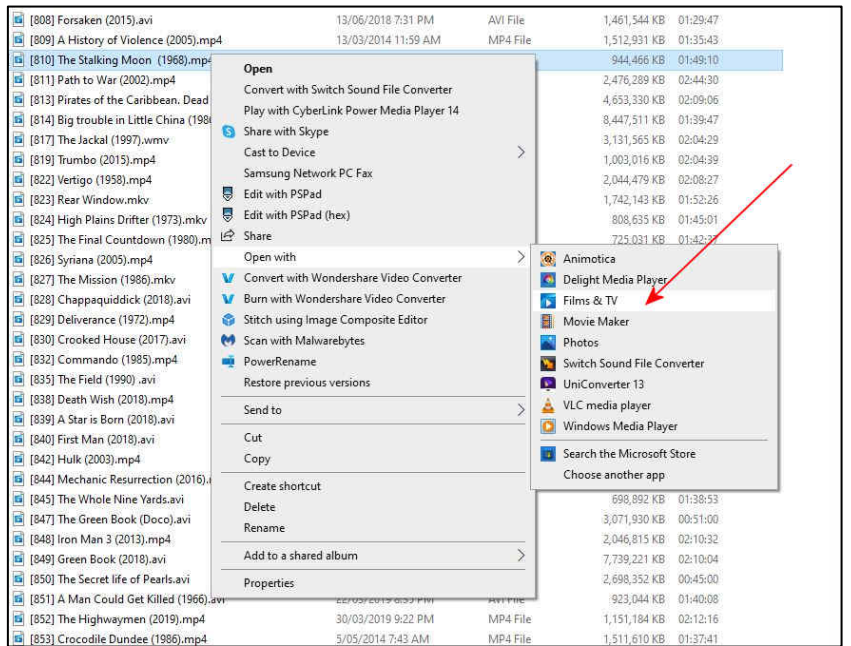 [808] Forsaken (2015).avi 13/06/2018 7:31 PM AVI File 1,461,544 KB 01:29:47
[809] A History of Violence (2005).mp4 13/03/2014 11:59 AM MP4 File 1,512,931 KB 01:35:43
[810] The Stalking Moon  (1968).mp4 944,466 KB 01:49:10
[811] Path to War (2002).mp4 2,476,289 KB 02:44:30
[813] Pirates of the Caribbean. Dead 4,653,330 KB 02:09:06
[814] Big trouble in Little China (198 8,447,511 KB 01:39:47
[817] The Jackal (1997).wmv 3,131,565 KB 02:04:29
[819] Trumbo (2015).mp4 1,003,016 KB 02:04:39
[822] Vertigo (1958).mp4 2,044,479 KB 02:08:27
[823] Rear Window.mkv 1,742,143 KB 01:52:26
[824] High Plains Drifter (1973).mkv 808,635 KB 01:45:01
[825] The Final Countdown (1980).m 725,031 KB 01:42:37
[826] Syriana (2005).mp4
[827] The Mission (1986).mkv
[828] Chappaquiddick (2018).avi
[829] Deliverance (1972).mp4
[830] Crooked House (2017).avi
[832] Commando (1985).mp4
[835] The Field (1990) .avi
[838] Death Wish (2018).mp4
[839] A Star is Born (2018).avi
[840] First Man (2018).avi
[842] Hulk (2003).mp4
[844] Mechanic Resurrection (2016).
[845] The Whole Nine Yards.avi 698,892 KB 01:38:53
[847] The Green Book (Doco).avi 3,071,930 KB 00:51:00
[848] Iron Man 3 (2013).mp4 2,046,815 KB 02:10:32
[849] Green Book (2018).avi 7,739,221 KB 02:10:04
[850] The Secret life of Pearls.avi 2,698,352 KB 00:45:00
[851] A Man Could Get Killed (1966).avi 22/03/2019 8:55 PM AVI File 923,044 KB 01:40:08
[852] The Highwaymen (2019).mp4 30/03/2019 9:22 PM MP4 File 1,151,184 KB 02:12:16
[853] Crocodile Dundee (1986).mp4 5/05/2014 7:43 AM MP4 File 1,511,610 KB 01:37:41
Open
Convert with Switch Sound File Converter
Play with CyberLink Power Media Player 14
Share with Skype
Cast to Device
Samsung Network PC Fax
Edit with PSPad
Edit with PSPad (hex)
Share
Open with
Convert with Wondershare Video Converter
Burn with Wondershare Video Converter
Stitch using Image Composite Editor
Scan with Malwarebytes
PowerRename
Restore previous versions
Send to
Cut
Copy
Create shortcut
Delete
Rename
Add to a shared album
Properties
Animotica
Delight Media Player
Films & TV
Movie Maker
Photos
Switch Sound File Converter
UniConverter 13
VLC media player
Windows Media Player
Search the Microsoft Store
Choose another app